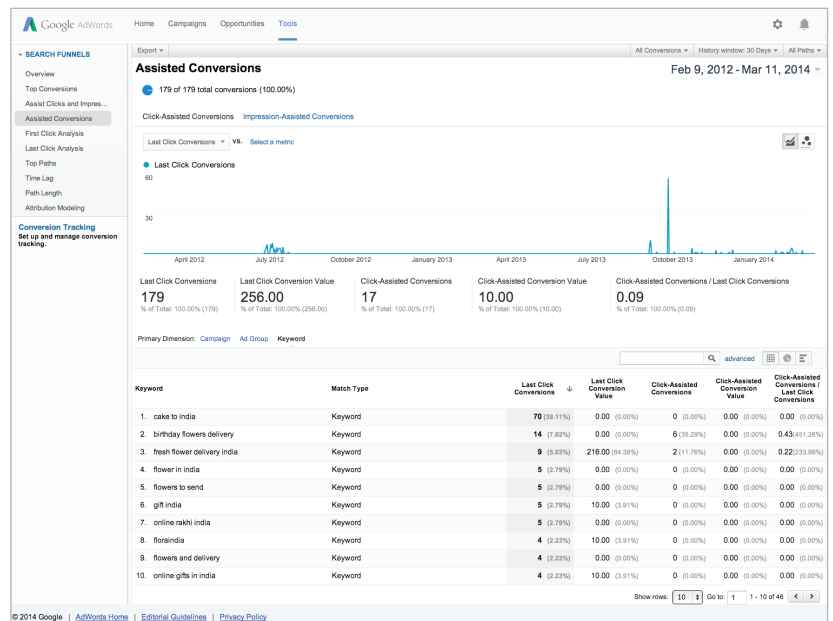 Google AdWords
Home Campaigns Opportunities Tools
SEARCH FUNNELS
Overview
Top Conversions
Assist Clicks and Impres...
Assisted Conversions
First Click Analysis
Last Click Analysis
Top Paths
Time Lag
Path Length
Attribution Modeling
Conversion Tracking
Set up and manage conversion
tracking.
Export
All Conversions History window: 30 Days All Paths
Assisted Conversions
Feb 9, 2012 - Mar 11, 2014
179 of 179 total conversions (100.00%)
Click-Assisted Conversions Impression-Assisted Conversions
Last Click Conversions VS. Select a metric
Last Click Conversions
60
30
April 2012 July 2012 October 2012 January 2013 April 2013 July 2013 October 2013 January 2014
Last Click Conversions Last Click Conversion Value Click-Assisted Conversions Click-Assisted Conversion Value Click-Assisted Conversions / Last Click Conversions
179 256.00 17 10.00 0.09
% of Total: 100.00% (179) % of Total: 100.00% (256.00) % of Total: 100.00% (17) % of Total: 100.00% (10.00) % of Total: 100.00% (0.09)
Primary Dimension: Campaign Ad Group Keyword
advanced
Keyword Match Type Last Click Conversions Last Click Conversion Value Click-Assisted Conversions Click-Assisted Conversion Value Click-Assisted Conversions / Last Click Conversions
1. cake to india Keyword 70 (39.11%) 0.00 (0.00%) 0 (0.00%) 0.00 (0.00%) 0.00 (0.00%)
2. birthday flowers delivery Keyword 14 (7.82%) 0.00 (0.00%) 6 (35.29%) 0.00 (0.00%) 0.43(451.26%)
3. fresh flower delivery india Keyword 9 (5.03%) 216.00 (84.38%) 2 (11.76%) 0.00 (0.00%) 0.22(233.99%)
4. flower in india Keyword 5 (2.79%) 0.00 (0.00%) 0 (0.00%) 0.00 (0.00%) 0.00 (0.00%)
5. flowers to send Keyword 5 (2.79%) 0.00 (0.00%) 0 (0.00%) 0.00 (0.00%) 0.00 (0.00%)
6. gift india Keyword 5 (2.79%) 10.00 (3.91%) 0 (0.00%) 0.00 (0.00%) 0.00 (0.00%)
7. online rakhi india Keyword 5 (2.79%) 0.00 (0.00%) 0 (0.00%) 0.00 (0.00%) 0.00 (0.00%)
8. floraindia Keyword 4 (2.23%) 10.00 (3.91%) 0 (0.00%) 0.00 (0.00%) 0.00 (0.00%)
9. flowers and delivery Keyword 4 (2.23%) 0.00 (0.00%) 0 (0.00%) 0.00 (0.00%) 0.00 (0.00%)
10. online gifts in india Keyword 4 (2.23%) 10.00 (3.91%) 0 (0.00%) 0.00 (0.00%) 0.00 (0.00%)
Show rows: 10 Go to: 1 1 - 10 of 46
© 2014 Google | AdWords Home | Editorial Guidelines | Privacy Policy